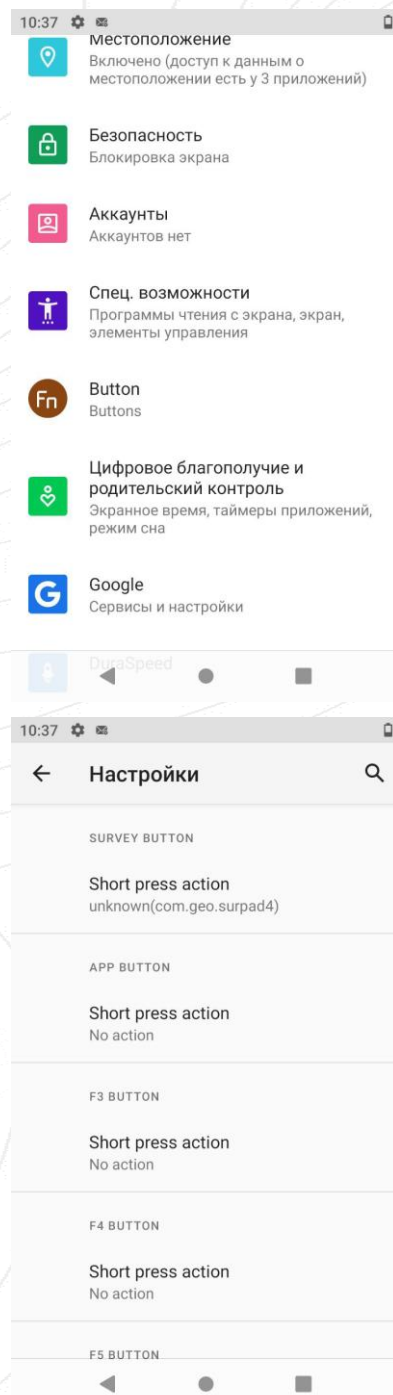 10:37
Местоположение
Включено (доступ к данным о
местоположении есть у 3 приложений)
Безопасность
Блокировка экрана
Аккаунты
Аккаунтов нет
Спец. возможности
Программы чтения с экрана, экран,
элементы управления
Fn
Button
Buttons
Цифровое благополучие и
родительский контроль
Экранное время, таймеры приложений,
режим сна
G
Google
Сервисы и настройки
DuraSpeed
10:37
Настройки
SURVEY BUTTON
Short press action
unknown(com.geo.surpad4)
APP BUTTON
Short press action
No action
F3 BUTTON
Short press action
No action
F4 BUTTON
Short press action
No action
F5 BUTTON